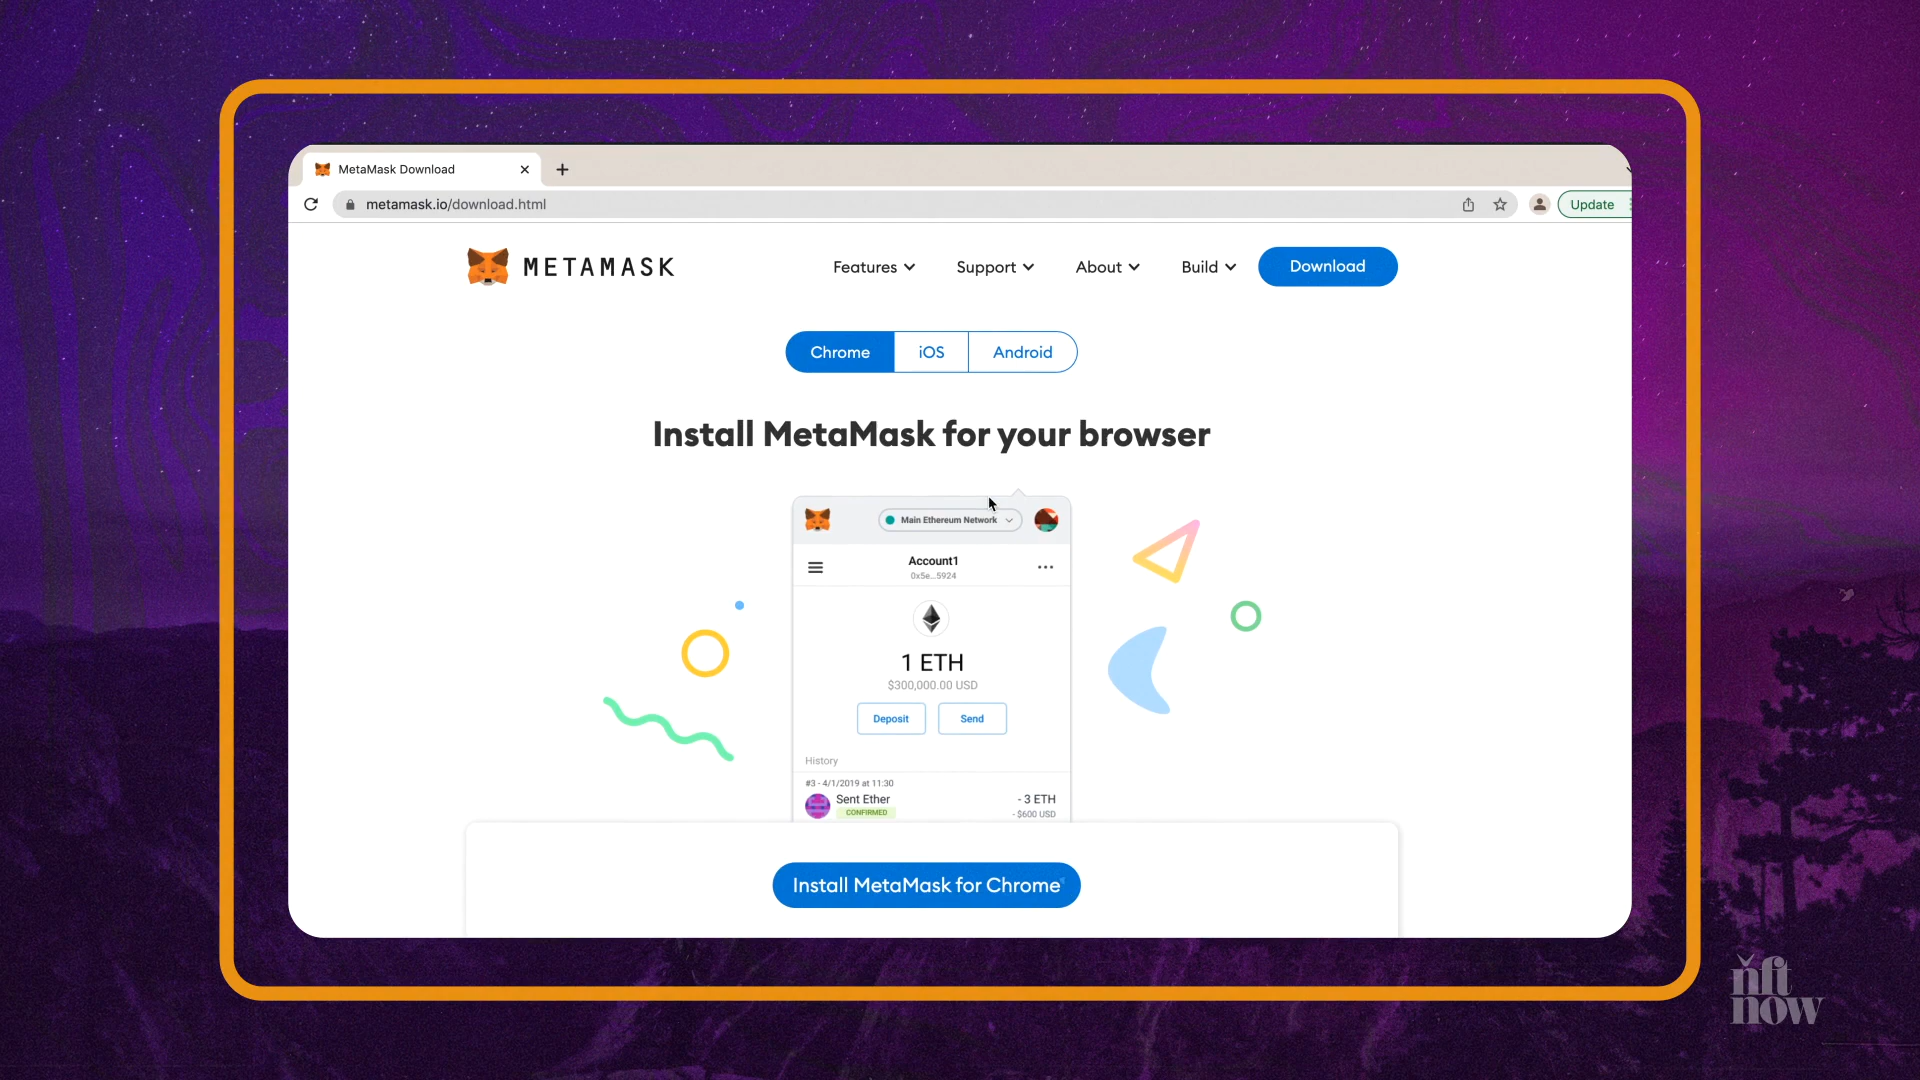 MetaMask Download
metamask.io/download.html
Update
METAMASK
Features
Support
About
Build
Download
Chrome
iOS
Android
Install MetaMask for your browser
Main Ethereum Network
Account1
0x5e...5924
1 ETH
$300,000.00 USD
Deposit
Send
History
#3 - 4/1/2019 at 11:30
Sent Ether
- 3 ETH
CONFIRMED
- $600 USD
Install MetaMask for Chrome
nft
now